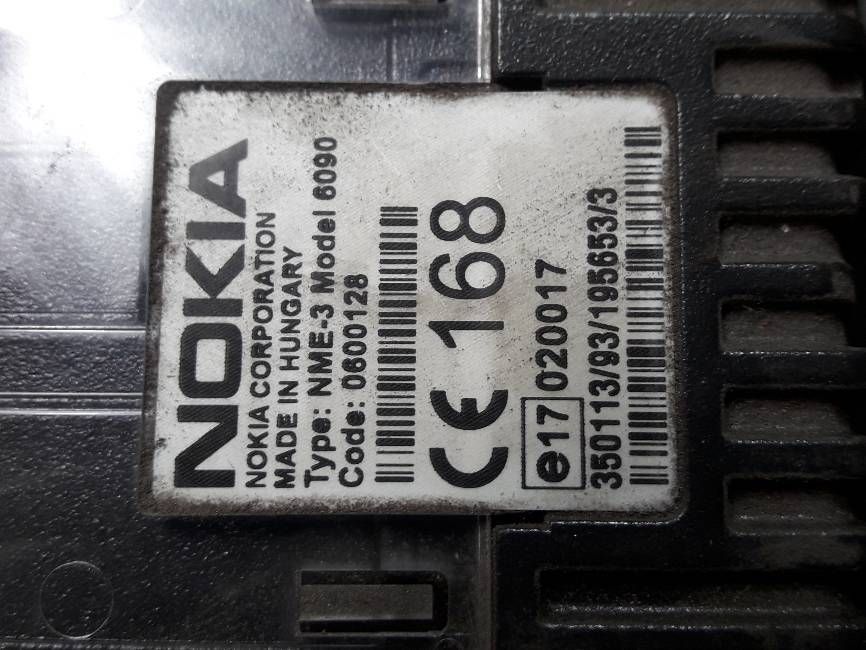 NOKIA
NOKIA CORPORATION
MADE IN HUNGARY
Type: NME-3 Model 6090
Code: 0600128
CE 168
e17 020017
350113/93/195653/3